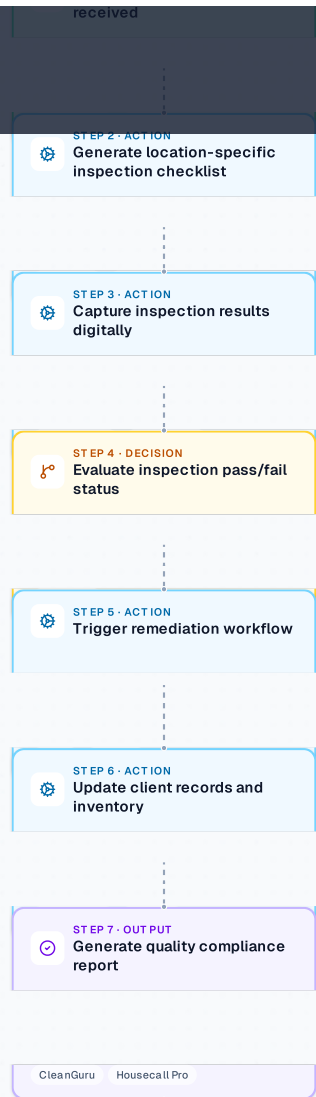 received
STEP 2 · ACTION
Generate location-specific
inspection checklist
STEP 3 · ACTION
Capture inspection results
digitally
STEP 4 · DECISION
Evaluate inspection pass/fail
status
STEP 5 · ACTION
Trigger remediation workflow
STEP 6 · ACTION
Update client records and
inventory
STEP 7 · OUTPUT
Generate quality compliance
report
CleanGuru Housecall Pro